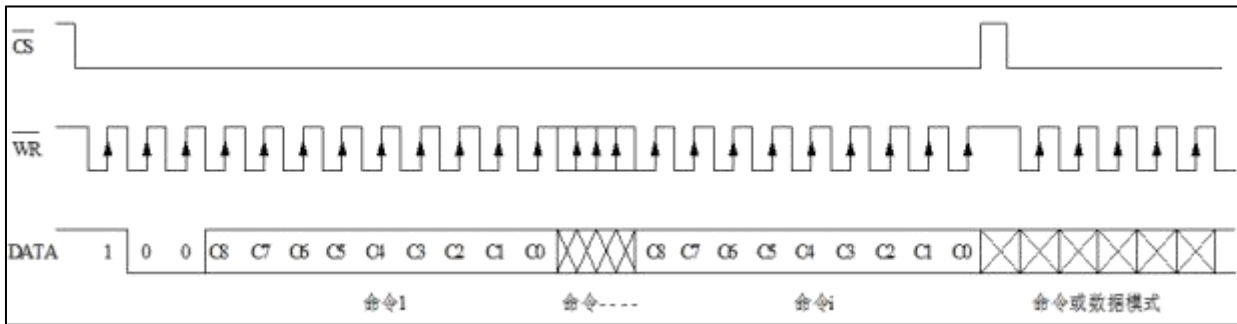 CS
WR
DATA 1 0 0 C8 C7 C6 C5 C4 C3 C2 C1 C0 C8 C7 C6 C5 C4 C3 C2 C1 C0
命令1 命令---- 命令i 命令或数据模式